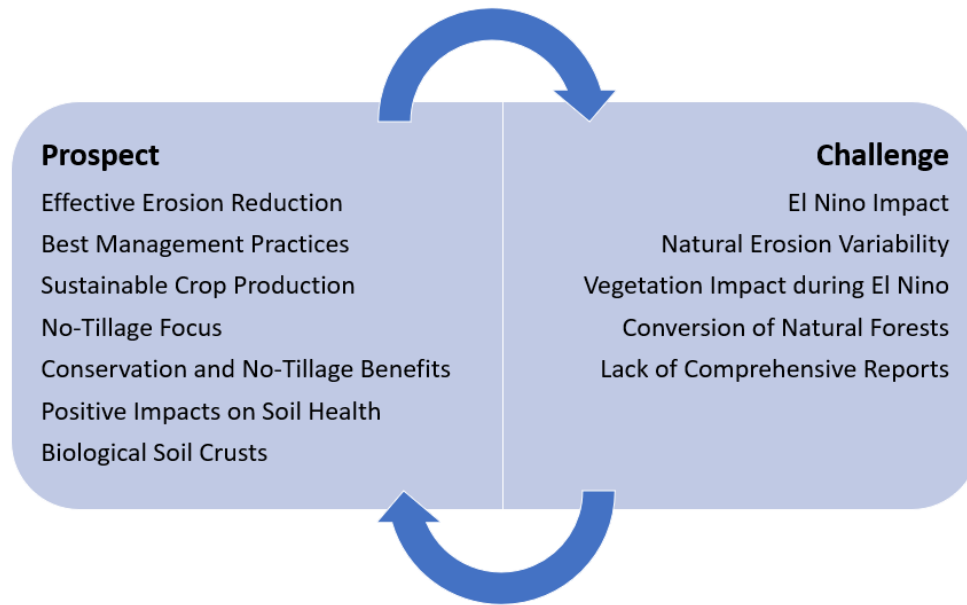 Prospect
Effective Erosion Reduction
Best Management Practices
Sustainable Crop Production
No-Tillage Focus
Conservation and No-Tillage Benefits
Positive Impacts on Soil Health
Biological Soil Crusts
Challenge
El Nino Impact
Natural Erosion Variability
Vegetation Impact during El Nino
Conversion of Natural Forests
Lack of Comprehensive Reports